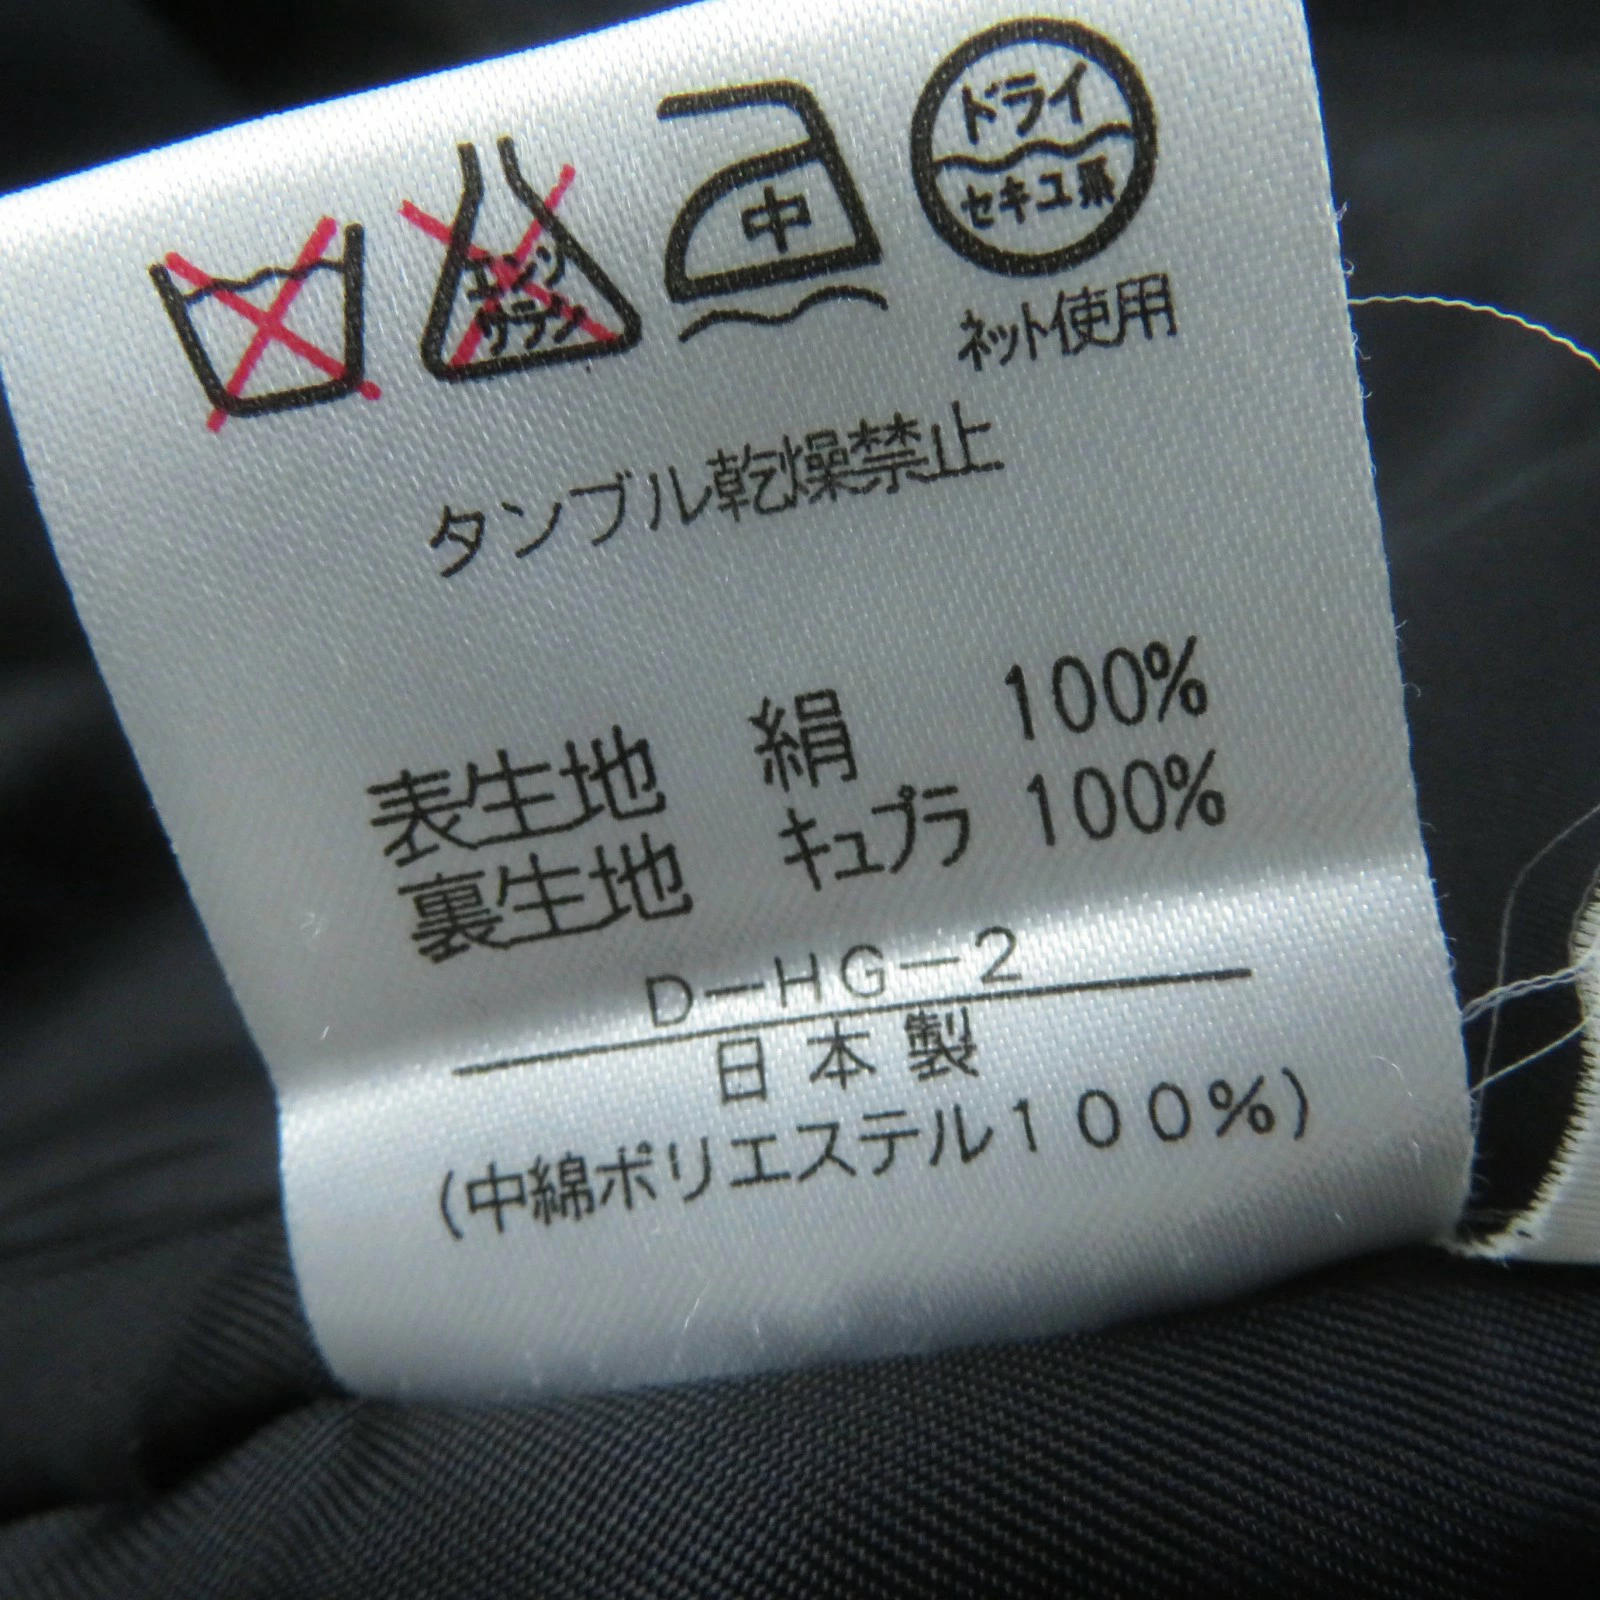 エンソ
サラシ
中
ドライ
セキユ系
ネット使用
タンブル乾燥禁止
表生地 絹 100%
裏生地 キュプラ 100%
D-HG-2
日本製
(中綿ポリエステル100%)